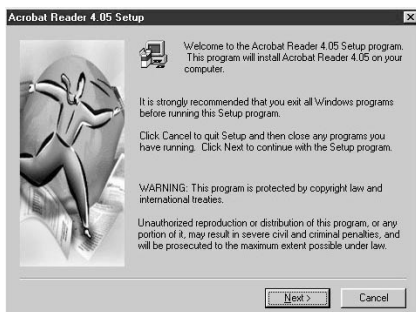 Acrobat Reader 4.05 Setup
Welcome to the Acrobat Reader 4.05 Setup program.
This program will install Acrobat Reader 4.05 on your
computer.
It is strongly recommended that you exit all Windows programs
before running this Setup program.
Click Cancel to quit Setup and then close any programs you
have running. Click Next to continue with the Setup program.
WARNING: This program is protected by copyright law and
international treaties.
Unauthorized reproduction or distribution of this program, or any
portion of it, may result in severe civil and criminal penalties, and
will be prosecuted to the maximum extent possible under law.
Next >
Cancel